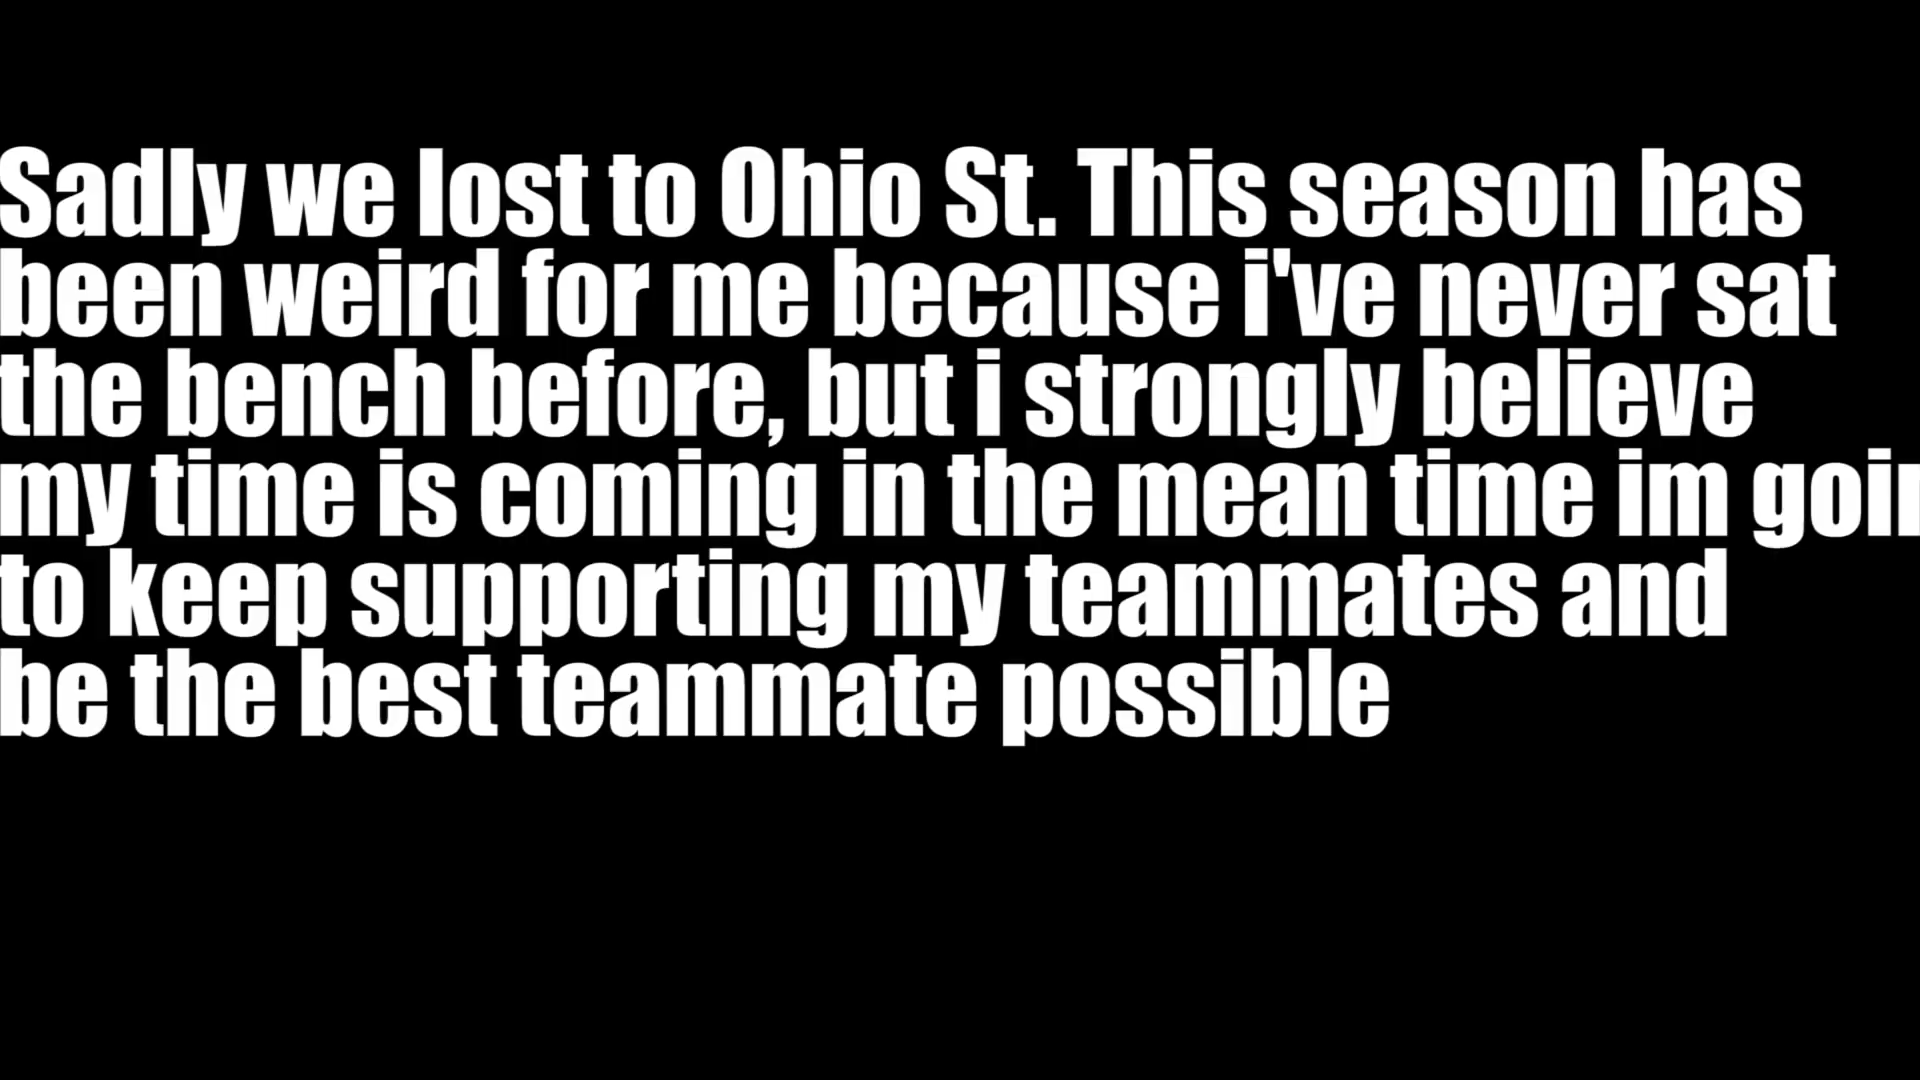 Sadly we lost to Ohio St. This season has
been weird for me because i've never sat
the bench before, but i strongly believe
my time is coming in the mean time im goin
to keep supporting my teammates and
be the best teammate possible